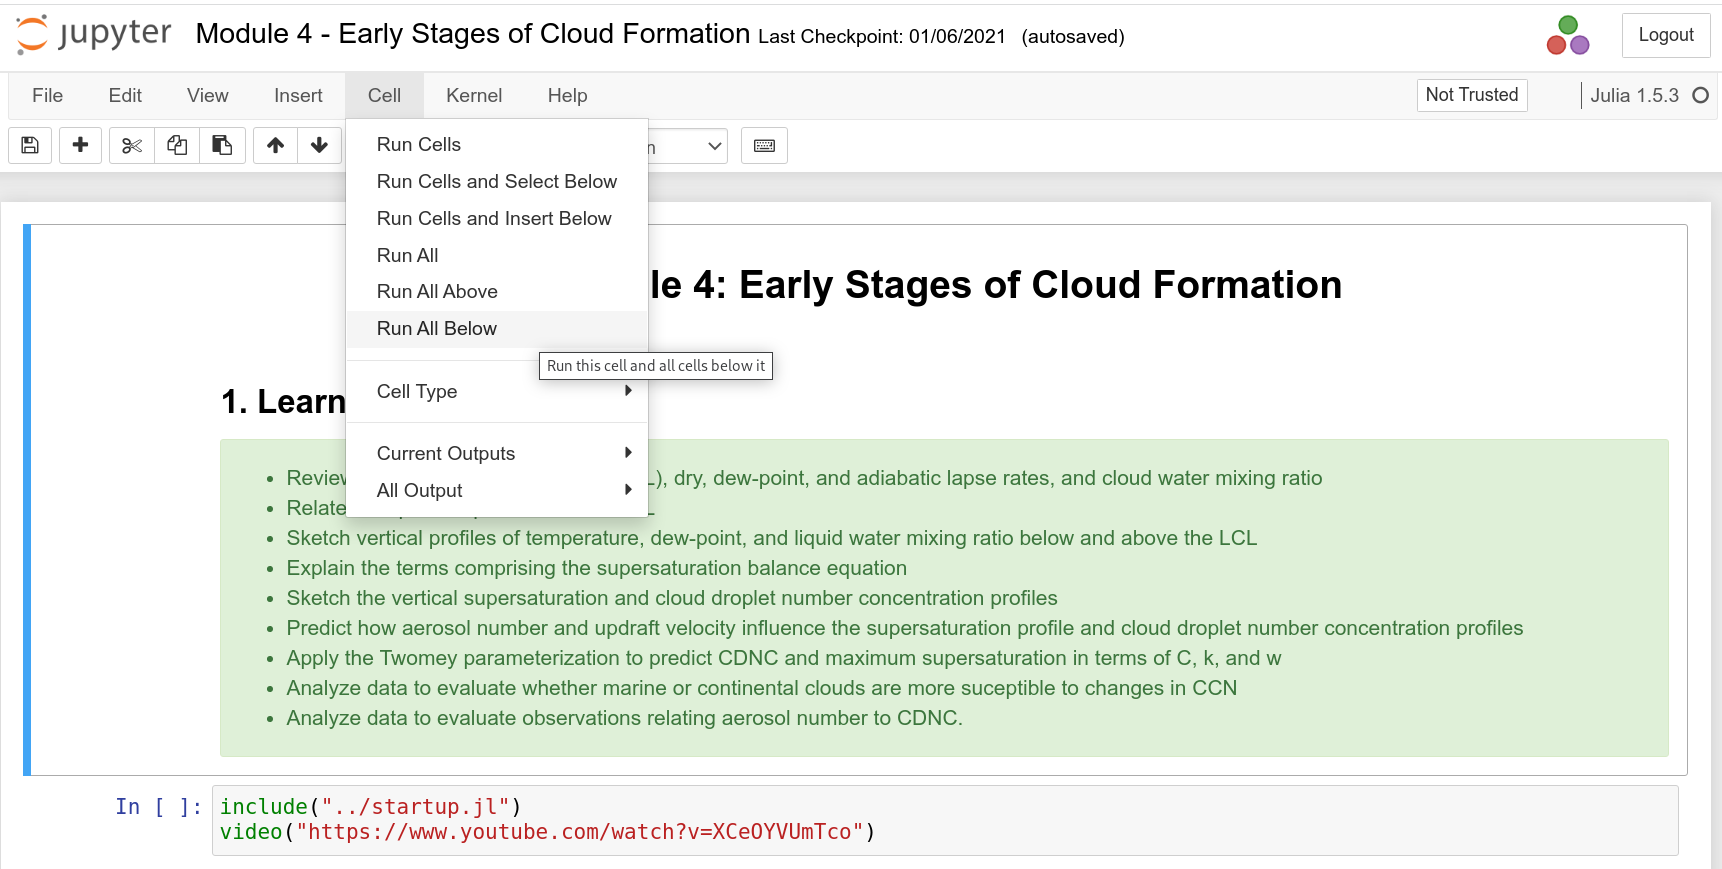 jupyter Module 4 - Early Stages of Cloud Formation Last Checkpoint: 01/06/2021 (autosaved) Logout
File Edit View Insert Cell Kernel Help Not Trusted Julia 1.5.3
Run Cells
Run Cells and Select Below
Run Cells and Insert Below
Run All
Run All Above
Run All Below
Run this cell and all cells below it
Cell Type
Current Outputs
All Output
le 4: Early Stages of Cloud Formation
1. Learn
Review L), dry, dew-point, and adiabatic lapse rates, and cloud water mixing ratio
Relate
Sketch vertical profiles of temperature, dew-point, and liquid water mixing ratio below and above the LCL
Explain the terms comprising the supersaturation balance equation
Sketch the vertical supersaturation and cloud droplet number concentration profiles
Predict how aerosol number and updraft velocity influence the supersaturation profile and cloud droplet number concentration profiles
Apply the Twomey parameterization to predict CDNC and maximum supersaturation in terms of C, k, and w
Analyze data to evaluate whether marine or continental clouds are more suceptible to changes in CCN
Analyze data to evaluate observations relating aerosol number to CDNC.
In [ ]: include("../startup.jl")
video("https://www.youtube.com/watch?v=XCeOYVUmTco")